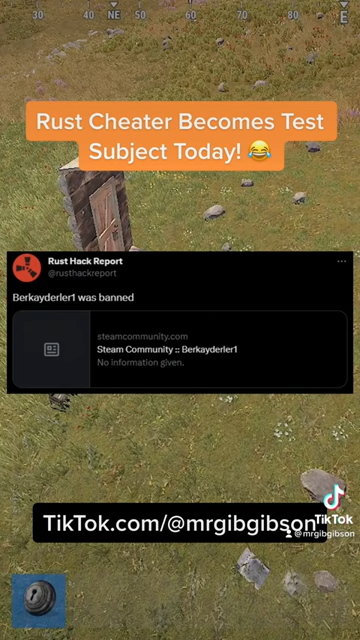 30 40 NE 50 60 70 80 E
Rust Cheater Becomes Test
Subject Today! 😂
Rust Hack Report
@rusthackreport
Berkayderler1 was banned
steamcommunity.com
Steam Community :: Berkayderler1
No information given.
TikTok.com/@mrgibgibson
TikTok
@mrgibgibson